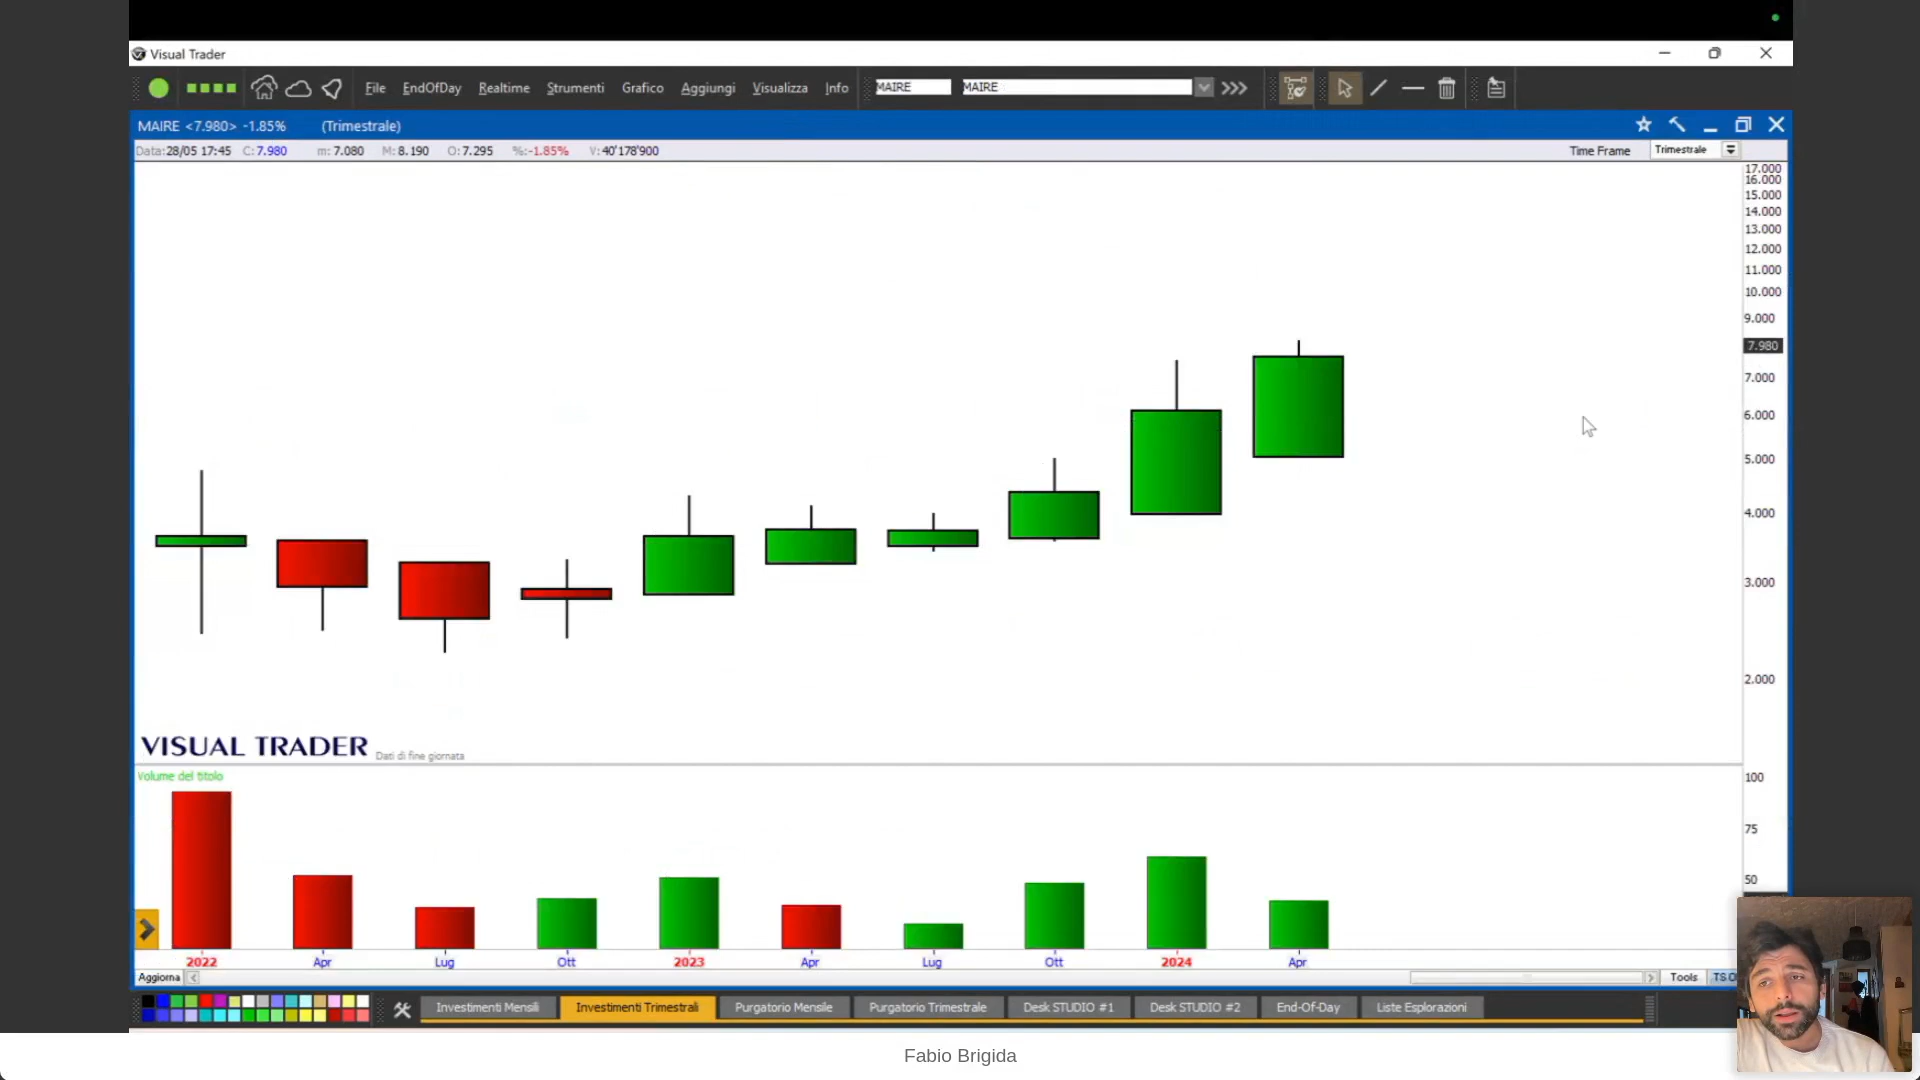 Visual Trader
File EndOfDay Realtime Strumenti Grafico Aggiungi Visualizza Info MAIRE MAIRE
MAIRE <7.980> -1.85% (Trimestrale)
Data:28/05 17:45 C: 7.980 m: 7.080 M: 8.190 O: 7.295 %:-1.85% V: 40'178'900 Time Frame Trimestrale
17.000
16.000
15.000
14.000
13.000
12.000
11.000
10.000
9.000
7.980
7.000
6.000
5.000
4.000
3.000
2.000
VISUAL TRADER Dati di fine giornata
Volume del titolo
100
75
50
2022 Apr Lug Ott 2023 Apr Lug Ott 2024 Apr
Aggiorna Tools TS O
Investimenti Mensili Investimenti Trimestrali Purgatorio Mensile Purgatorio Trimestrale Desk STUDIO #1 Desk STUDIO #2 End-Of-Day Liste Esplorazioni
Fabio Brigida